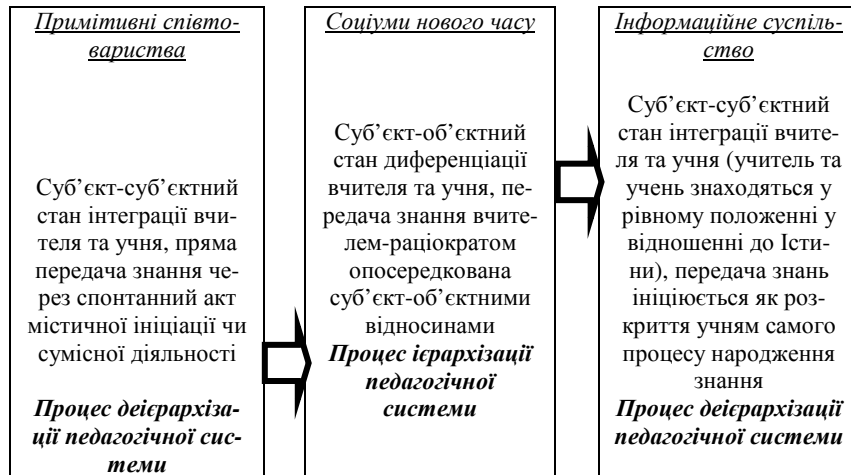 Примітивні співто-
вариства
Суб’єкт-суб’єктний
стан інтеграції вчи-
теля та учня, пряма
передача знання че-
рез спонтанний акт
містичної ініціації чи
сумісної діяльності
Процес деієрархіза-
ції педагогічної сис-
теми
Соціуми нового часу
Суб’єкт-об’єктний
стан диференціації
вчителя та учня, пе-
редача знання вчите-
лем-раціократом
опосередкована
суб’єкт-об’єктними
відносинами
Процес ієрархізації
педагогічної
системи
Інформаційне суспіль-
ство
Суб’єкт-суб’єктний
стан інтеграції вчите-
ля та учня (учитель та
учень знаходяться у
рівному положенні у
відношенні до Істи-
ни), передача знань
ініціюється як роз-
криття учням самого
процесу народження
знання
Процес деієрархізації
педагогічної системи